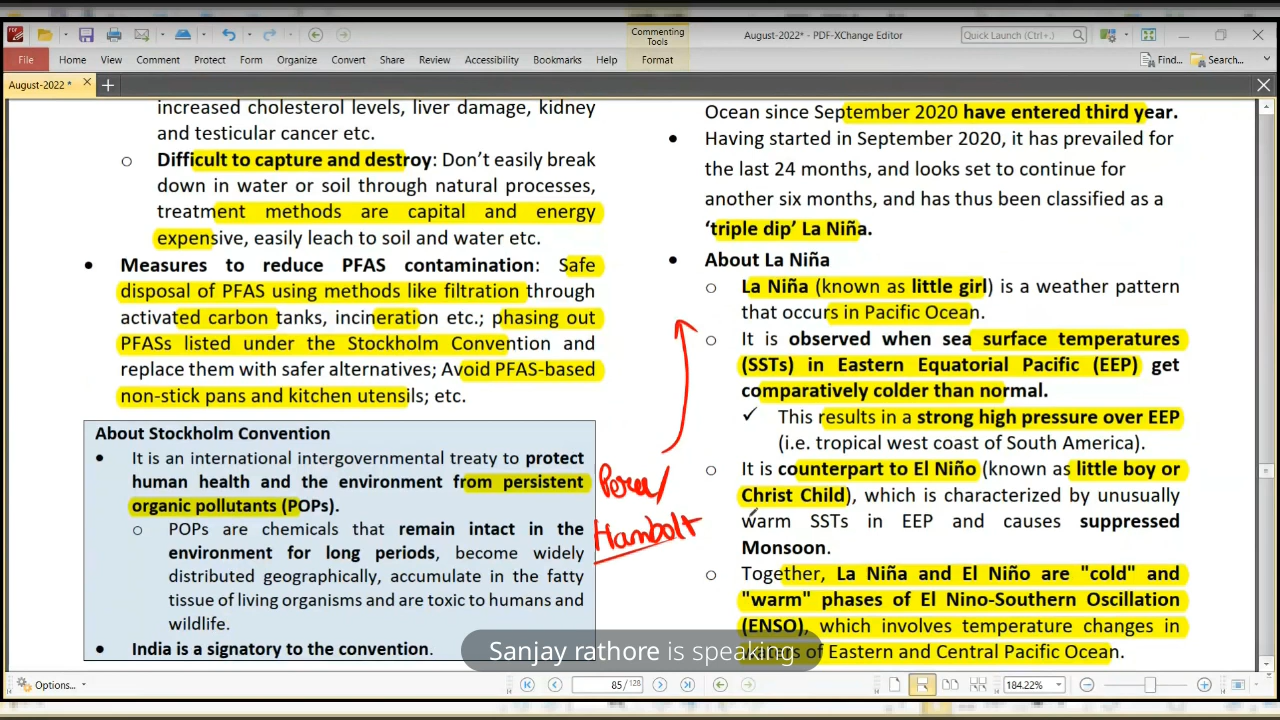 Commenting
Tools
August-2022* - PDF-XChange Editor
Quick Launch (Ctrl+.)
File
Home
View
Comment
Protect
Form
Organize
Convert
Share
Review
Accessibility
Bookmarks
Help
Format
Find...
Search...
August-2022 *
increased cholesterol levels, liver damage, kidney
and testicular cancer etc.
o Difficult to capture and destroy: Don’t easily break
down in water or soil through natural processes,
treatment methods are capital and energy
expensive, easily leach to soil and water etc.
• Measures to reduce PFAS contamination: Safe
disposal of PFAS using methods like filtration through
activated carbon tanks, incineration etc.; phasing out
PFASs listed under the Stockholm Convention and
replace them with safer alternatives; Avoid PFAS-based
non-stick pans and kitchen utensils; etc.
About Stockholm Convention
• It is an international intergovernmental treaty to protect
human health and the environment from persistent
organic pollutants (POPs).
o POPs are chemicals that remain intact in the
environment for long periods, become widely
distributed geographically, accumulate in the fatty
tissue of living organisms and are toxic to humans and
wildlife.
• India is a signatory to the convention.
Hambolt
Ocean since September 2020 have entered third year.
• Having started in September 2020, it has prevailed for
the last 24 months, and looks set to continue for
another six months, and has thus been classified as a
‘triple dip’ La Niña.
• About La Niña
o La Niña (known as little girl) is a weather pattern
that occurs in Pacific Ocean.
o It is observed when sea surface temperatures
(SSTs) in Eastern Equatorial Pacific (EEP) get
comparatively colder than normal.
✓ This results in a strong high pressure over EEP
(i.e. tropical west coast of South America).
o It is counterpart to El Niño (known as little boy or
Christ Child), which is characterized by unusually
warm SSTs in EEP and causes suppressed
Monsoon.
o Together, La Niña and El Niño are "cold" and
"warm" phases of El Nino-Southern Oscillation
(ENSO), which involves temperature changes in
of Eastern and Central Pacific Ocean.
Sanjay rathore is speaking
Options...
85 / 128
184.22%